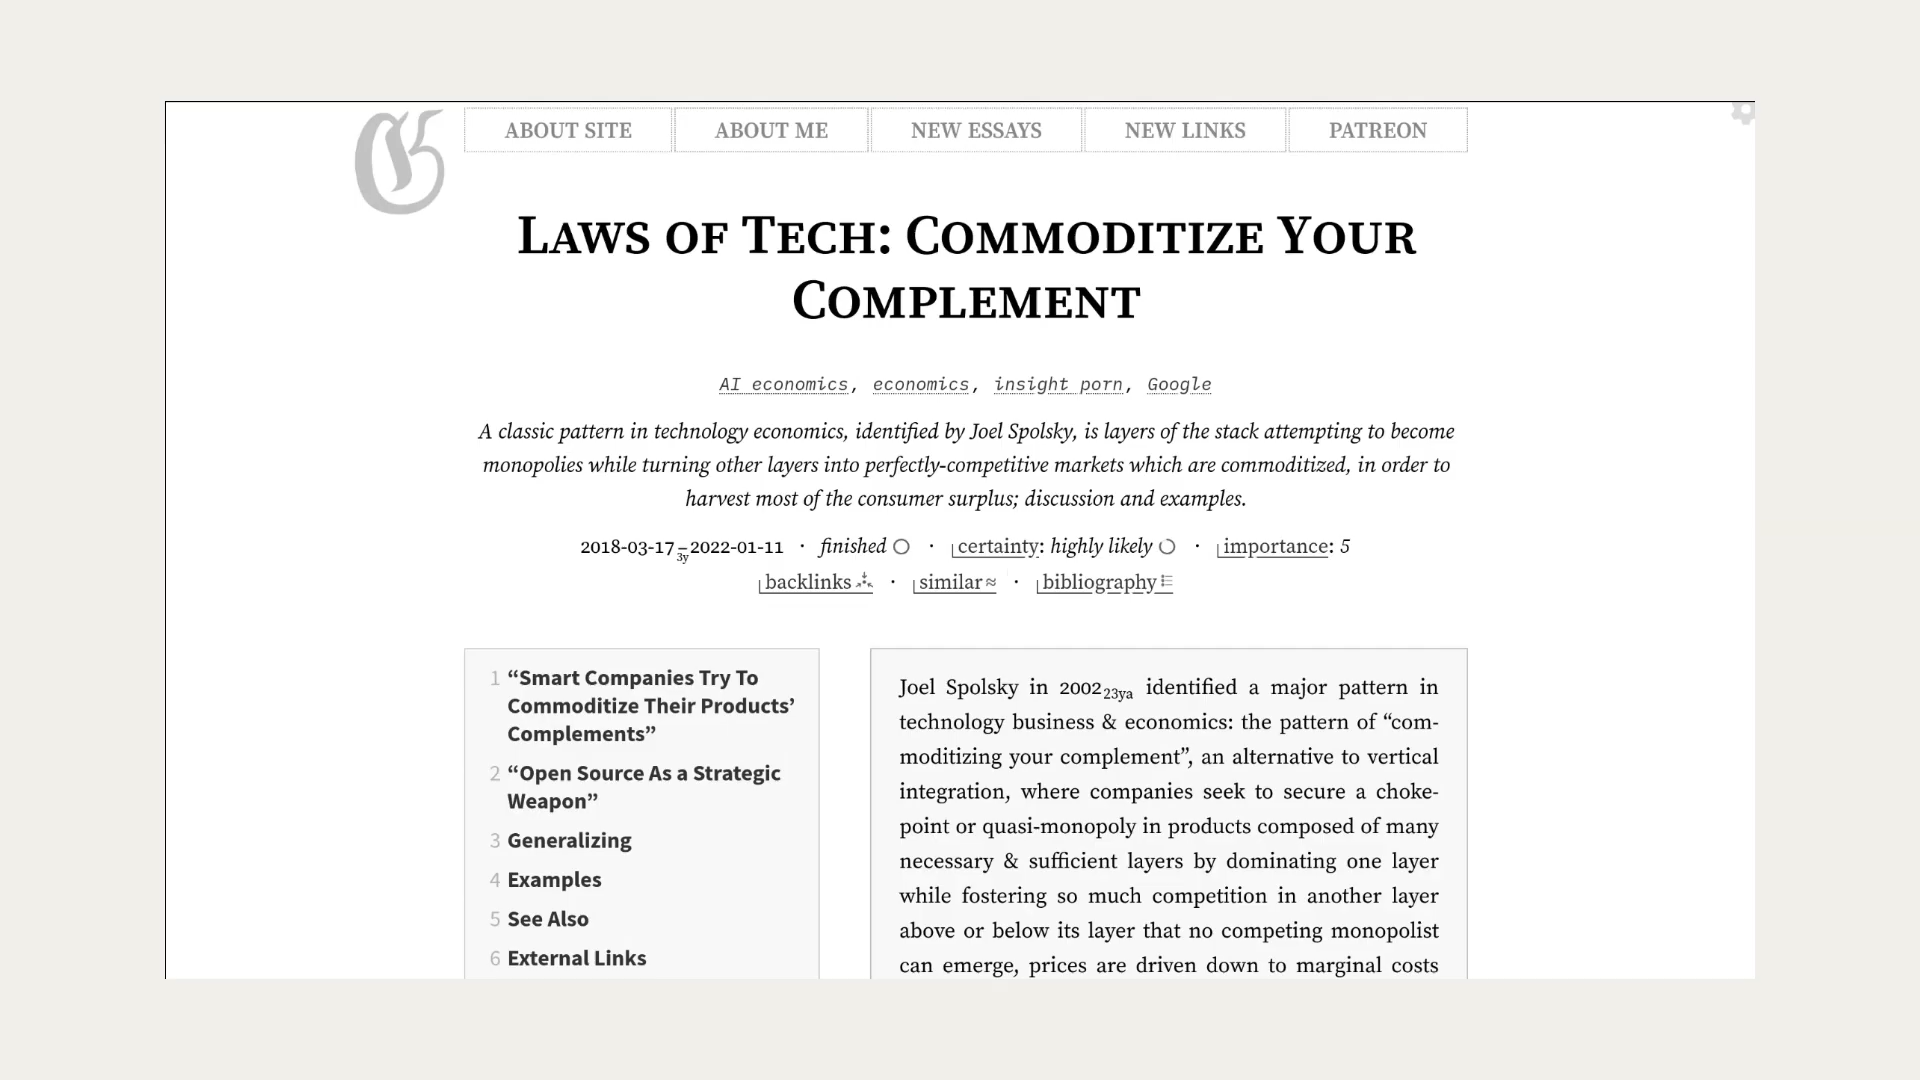 G
ABOUT SITE ABOUT ME NEW ESSAYS NEW LINKS PATREON
LAWS OF TECH: COMMODITIZE YOUR
COMPLEMENT
AI economics, economics, insight porn, Google
A classic pattern in technology economics, identified by Joel Spolsky, is layers of the stack attempting to become
monopolies while turning other layers into perfectly-competitive markets which are commoditized, in order to
harvest most of the consumer surplus; discussion and examples.
2018-03-17–3y2022-01-11 · finished · certainty: highly likely · importance: 5
backlinks · similar≈ · bibliography
1 “Smart Companies Try To
Commoditize Their Products’
Complements”
2 “Open Source As a Strategic
Weapon”
3 Generalizing
4 Examples
5 See Also
6 External Links
Joel Spolsky in 2002 23ya identified a major pattern in
technology business & economics: the pattern of “com-
moditizing your complement”, an alternative to vertical
integration, where companies seek to secure a choke-
point or quasi-monopoly in products composed of many
necessary & sufficient layers by dominating one layer
while fostering so much competition in another layer
above or below its layer that no competing monopolist
can emerge, prices are driven down to marginal costs